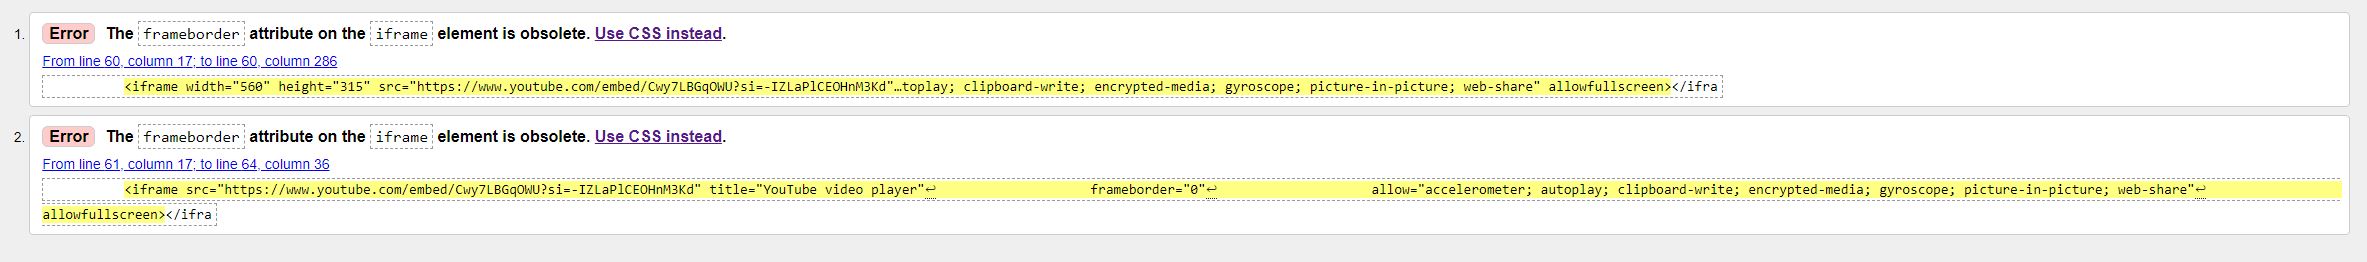 1. Error The frameborder attribute on the iframe element is obsolete. Use CSS instead.
From line 60, column 17; to line 60, column 286
<iframe width="560" height="315" src="https://www.youtube.com/embed/Cwy7LBGqOWU?si=-IZLaPlCEOHnM3Kd"…toplay; clipboard-write; encrypted-media; gyroscope; picture-in-picture; web-share" allowfullscreen></ifra
2. Error The frameborder attribute on the iframe element is obsolete. Use CSS instead.
From line 61, column 17; to line 64, column 36
<iframe src="https://www.youtube.com/embed/Cwy7LBGqOWU?si=-IZLaPlCEOHnM3Kd" title="YouTube video player"↩ frameborder="0"↩ allow="accelerometer; autoplay; clipboard-write; encrypted-media; gyroscope; picture-in-picture; web-share"↩
allowfullscreen></ifra